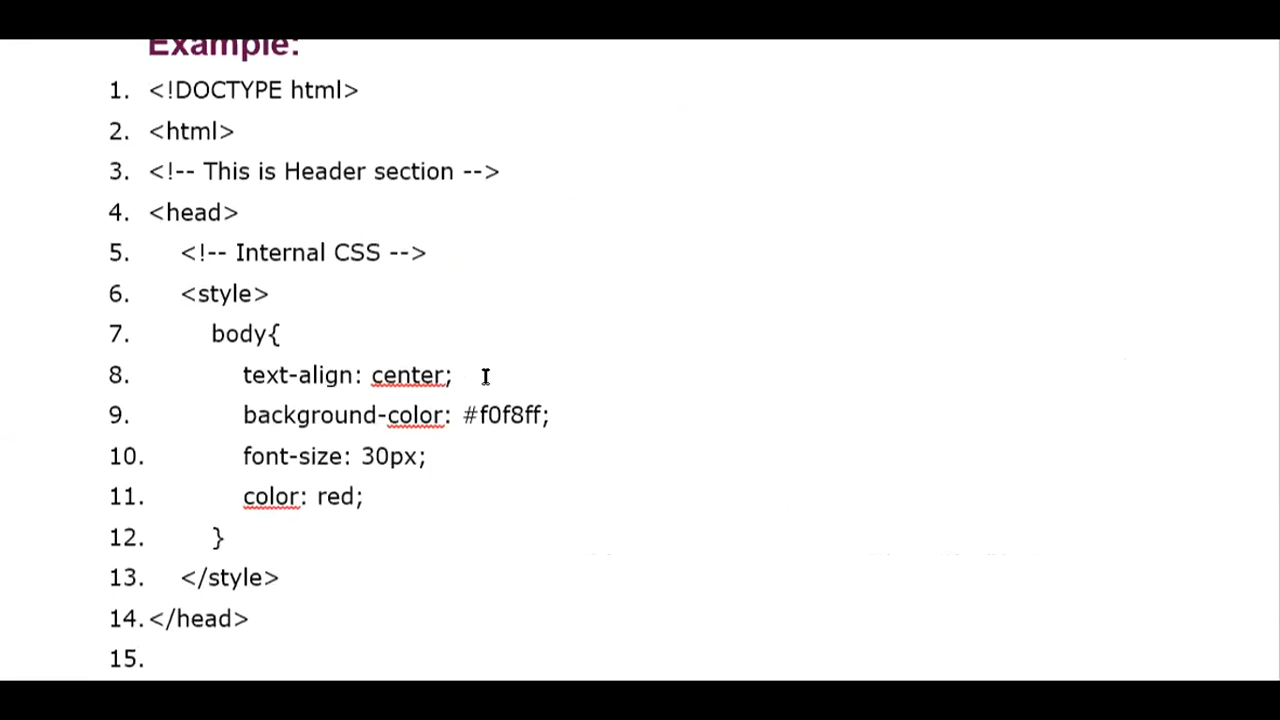 Example:
1. <!DOCTYPE html>
2. <html>
3. <!-- This is Header section -->
4. <head>
5. <!-- Internal CSS -->
6. <style>
7. body{
8. text-align: center;
9. background-color: #f0f8ff;
10. font-size: 30px;
11. color: red;
12. }
13. </style>
14. </head>
15.